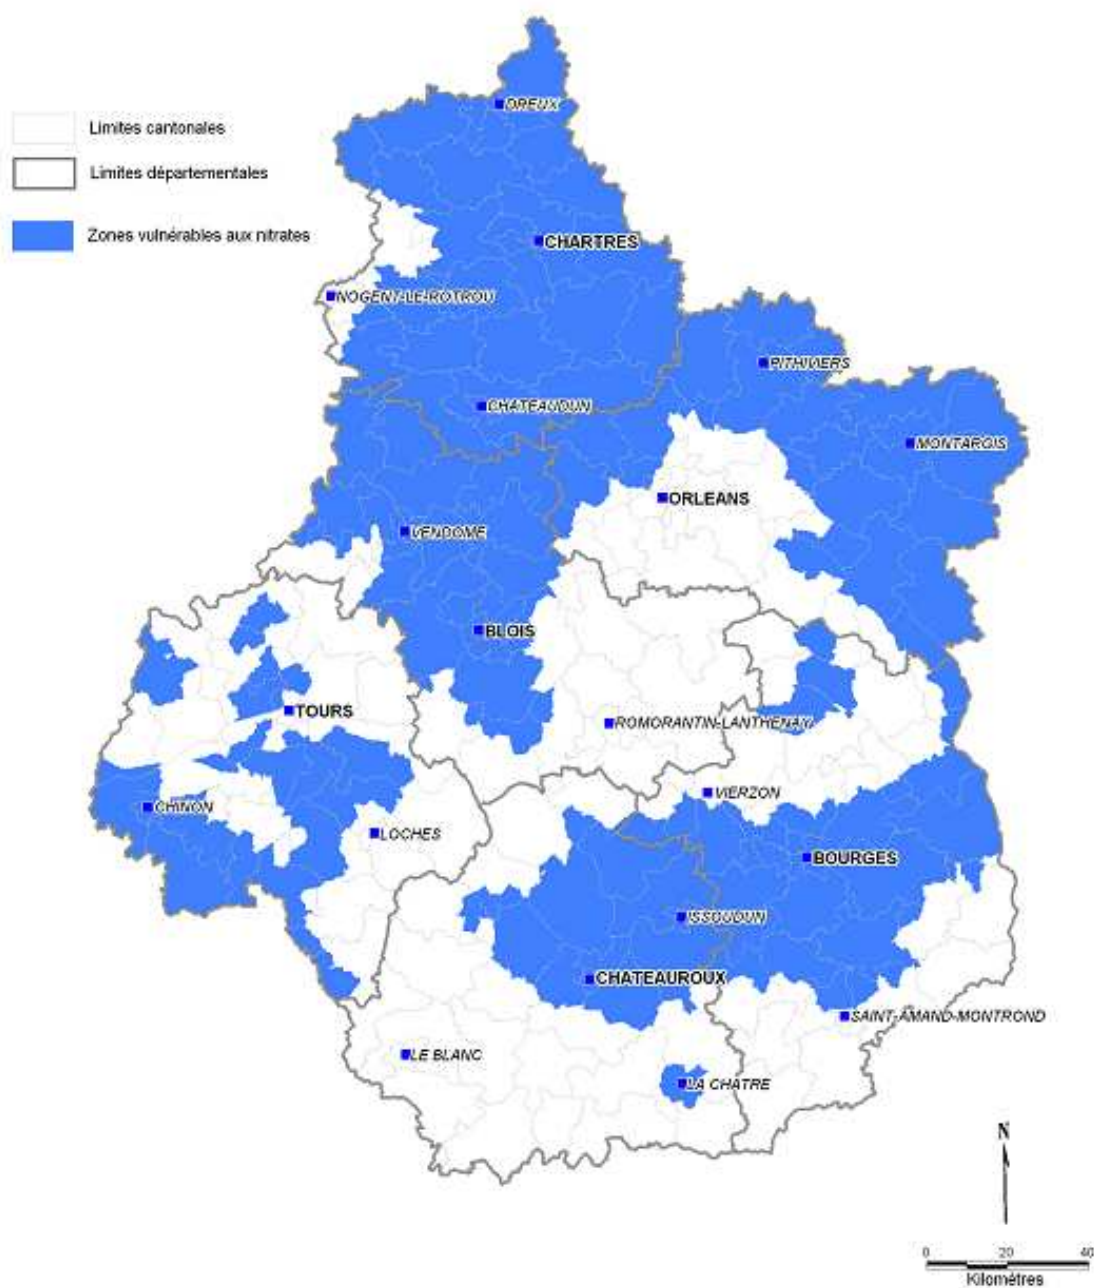 DREUX
Limites cantonales
Limites départementales
Zones vulnérables aux nitrates
CHARTRES
NOGENT-LE-ROTROU
PITHIVIERS
CHATEAUDUN
MONTARGIS
ORLEANS
VENDOME
BLOIS
TOURS
ROMORANTIN-LANTHENAY
VIERZON
CHINON
LOCHES
BOURGES
ISSOUDUN
CHATEAUROUX
SAINT-AMAND-MONTROND
LE BLANC
LA CHATRE
N
0 20 40
Kilométres